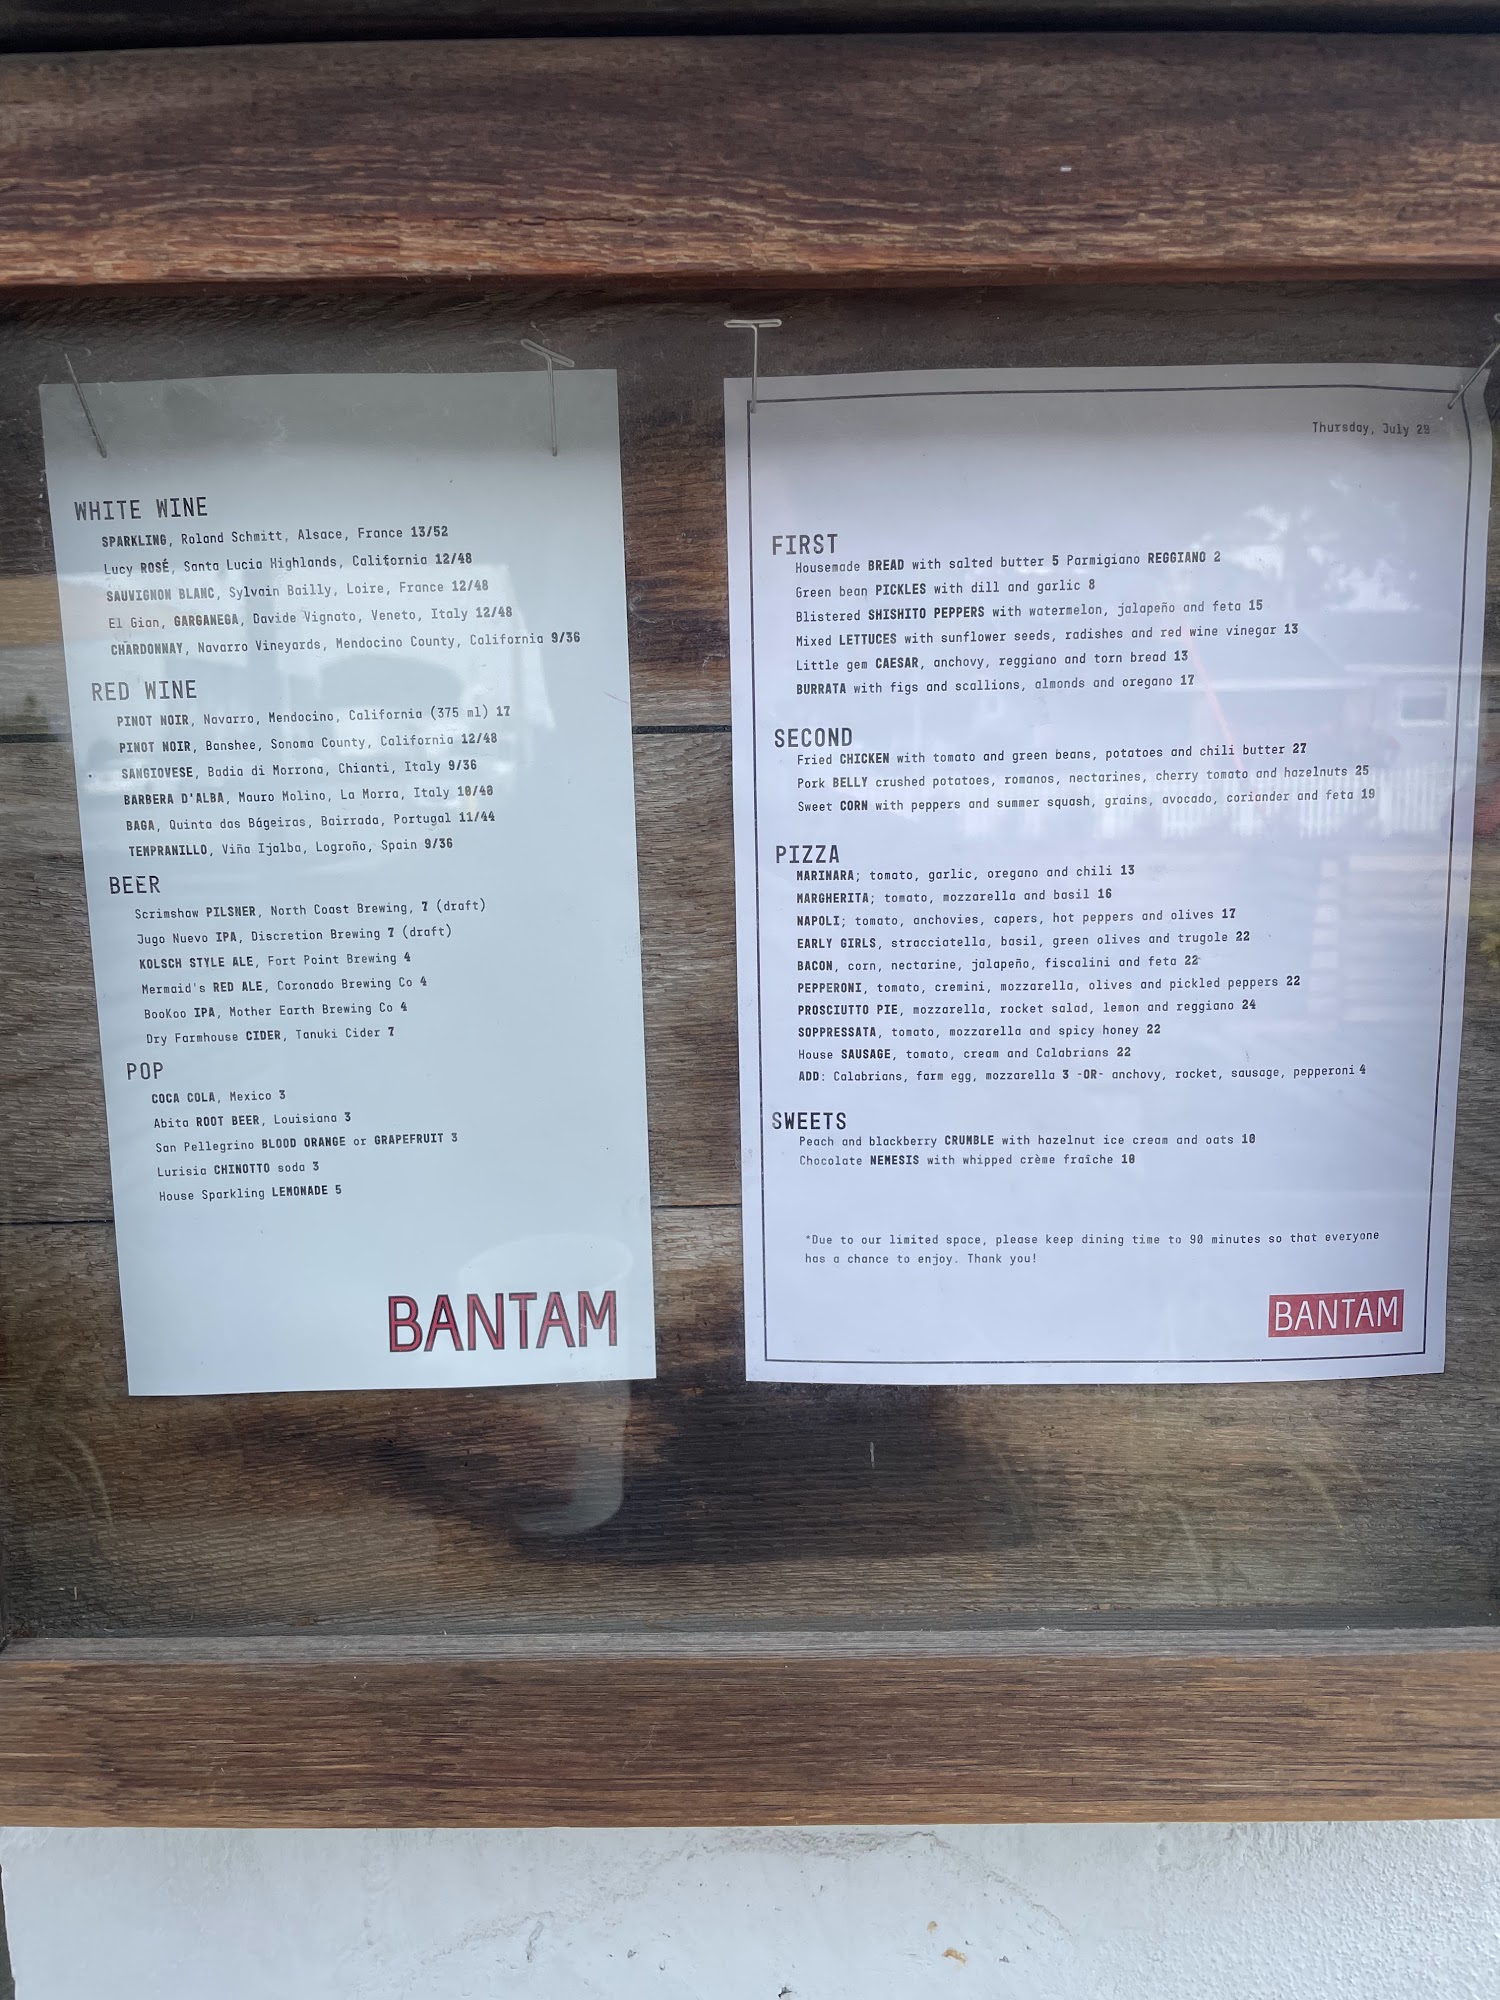 WHITE WINE
SPARKLING, Roland Schmitt, Alsace, France 13/52
Lucy ROSÉ, Santa Lucia Highlands, California 12/48
SAUVIGNON BLANC, Sylvain Bailly, Loire, France 12/48
El Gian, GARGANEGA, Davide Vignato, Veneto, Italy 12/48
CHARDONNAY, Navarro Vineyards, Mendocino County, California 9/36
RED WINE
PINOT NOIR, Navarro, Mendocino, California (375 ml) 17
PINOT NOIR, Banshee, Sonoma County, California 12/48
SANGIOVESE, Badia di Morrona, Chianti, Italy 9/36
BARBERA D'ALBA, Mauro Molino, La Morra, Italy 10/40
BAGA, Quinta das Bágeiras, Bairrada, Portugal 11/44
TEMPRANILLO, Viña Ijalba, Logroño, Spain 9/36
BEER
Scrimshaw PILSNER, North Coast Brewing, 7 (draft)
Jugo Nuevo IPA, Discretion Brewing 7 (draft)
KOLSCH STYLE ALE, Fort Point Brewing 4
Mermaid's RED ALE, Coronado Brewing Co 4
BooKoo IPA, Mother Earth Brewing Co 4
Dry Farmhouse CIDER, Tanuki Cider 7
POP
COCA COLA, Mexico 3
Abita ROOT BEER, Louisiana 3
San Pellegrino BLOOD ORANGE or GRAPEFRUIT 3
Lurisia CHINOTTO soda 3
House Sparkling LEMONADE 5
BANTAM
Thursday, July 29
FIRST
Housemade BREAD with salted butter 5 Parmigiano REGGIANO 2
Green bean PICKLES with dill and garlic 8
Blistered SHISHITO PEPPERS with watermelon, jalapeño and feta 15
Mixed LETTUCES with sunflower seeds, radishes and red wine vinegar 13
Little gem CAESAR, anchovy, reggiano and torn bread 13
BURRATA with figs and scallions, almonds and oregano 17
SECOND
Fried CHICKEN with tomato and green beans, potatoes and chili butter 27
Pork BELLY crushed potatoes, romanos, nectarines, cherry tomato and hazelnuts 25
Sweet CORN with peppers and summer squash, grains, avocado, coriander and feta 19
PIZZA
MARINARA; tomato, garlic, oregano and chili 13
MARGHERITA; tomato, mozzarella and basil 16
NAPOLI; tomato, anchovies, capers, hot peppers and olives 17
EARLY GIRLS, stracciatella, basil, green olives and trugole 22
BACON, corn, nectarine, jalapeño, fiscalini and feta 22
PEPPERONI, tomato, cremini, mozzarella, olives and pickled peppers 22
PROSCIUTTO PIE, mozzarella, rocket salad, lemon and reggiano 24
SOPPRESSATA, tomato, mozzarella and spicy honey 22
House SAUSAGE, tomato, cream and Calabrians 22
ADD: Calabrians, farm egg, mozzarella 3 -OR- anchovy, rocket, sausage, pepperoni 4
SWEETS
Peach and blackberry CRUMBLE with hazelnut ice cream and oats 10
Chocolate NEMESIS with whipped crème fraîche 10
*Due to our limited space, please keep dining time to 90 minutes so that everyone
has a chance to enjoy. Thank you!
BANTAM